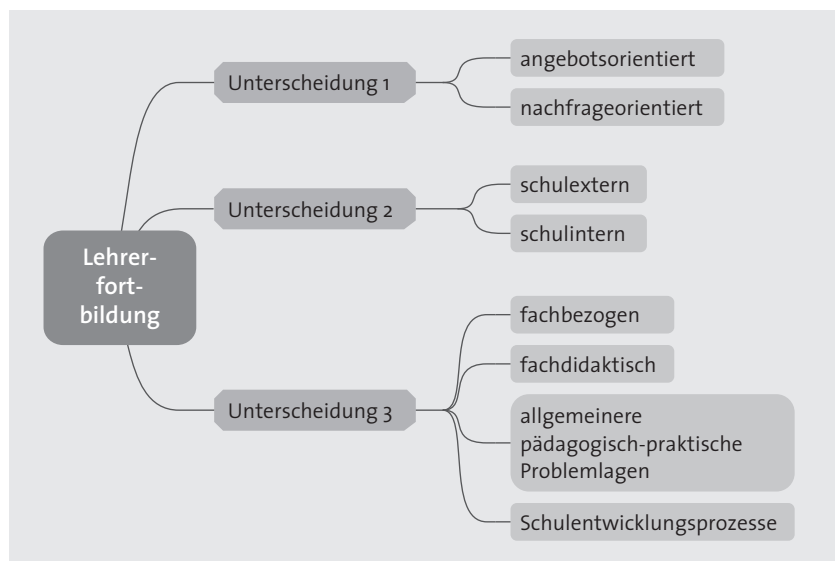 Lehrer-
fort-
bildung
Unterscheidung 1
angebotsorientiert
nachfrageorientiert
Unterscheidung 2
schulextern
schulintern
Unterscheidung 3
fachbezogen
fachdidaktisch
allgemeinere
pädagogisch-praktische
Problemlagen
Schulentwicklungsprozesse